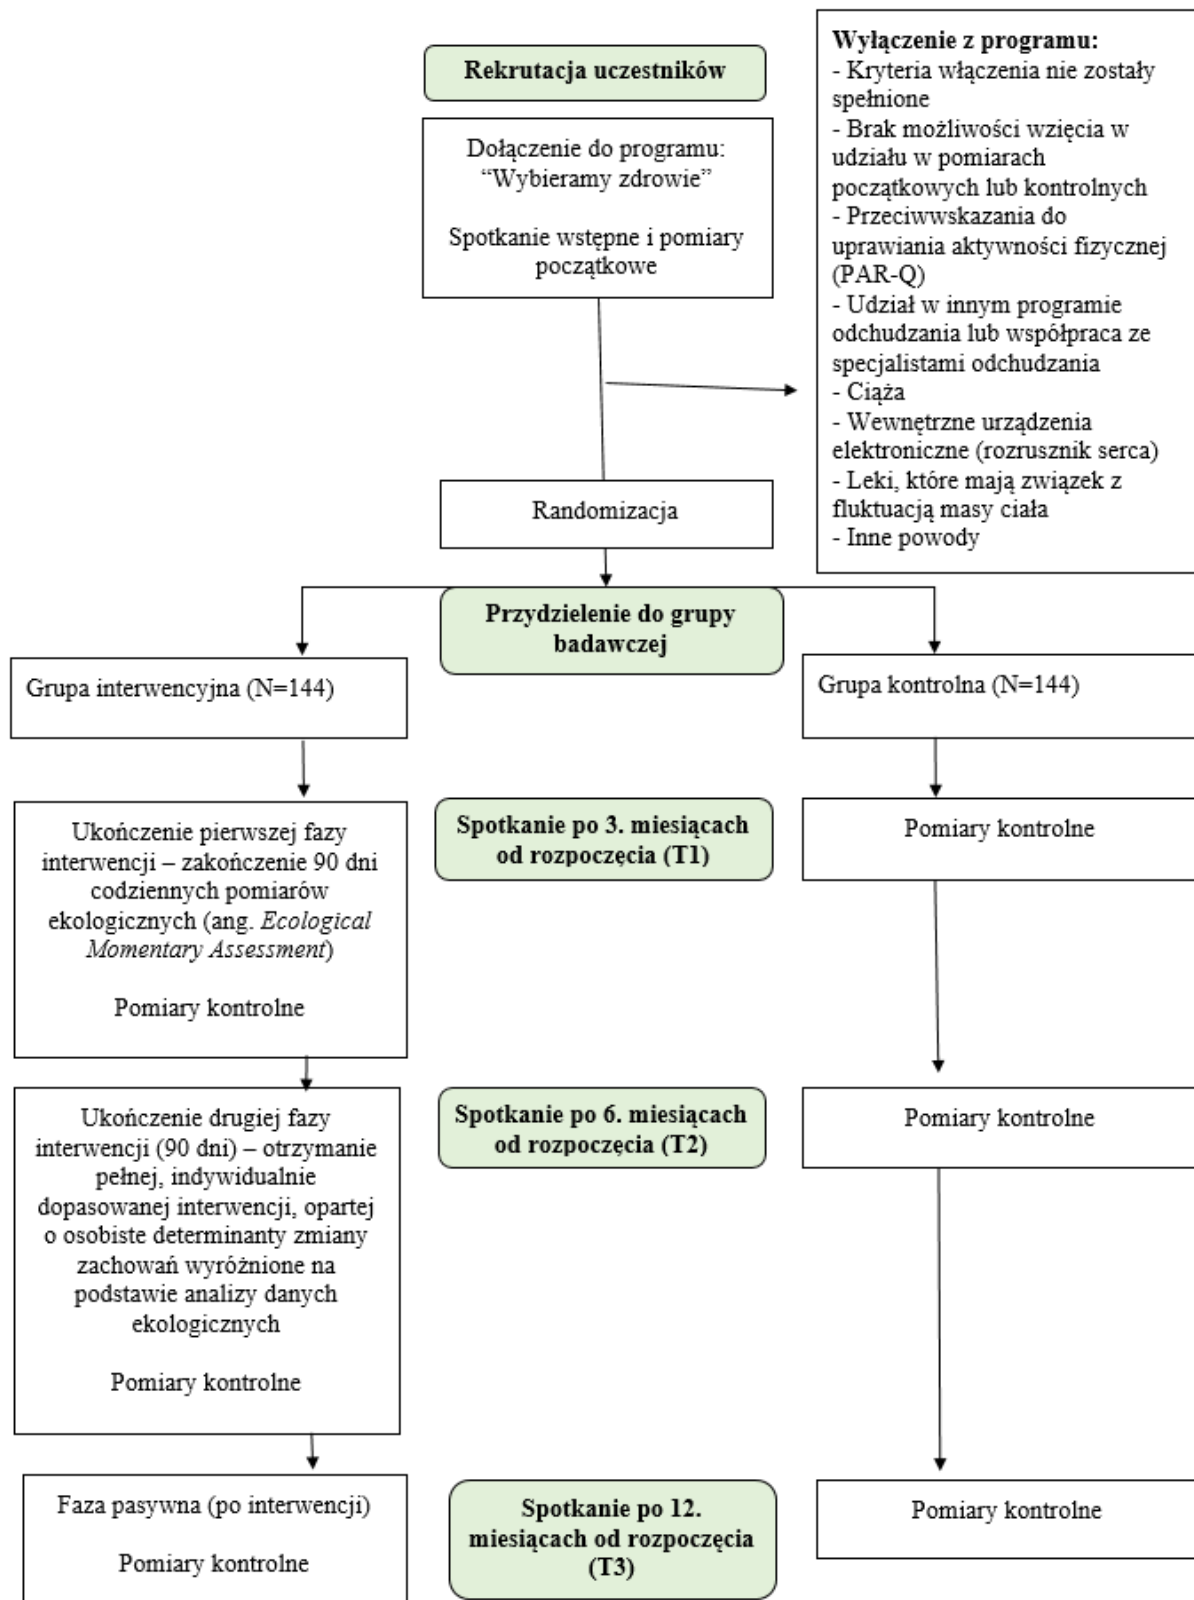 Rekrutacja uczestników
Dołączenie do programu:
“Wybieramy zdrowie”
Spotkanie wstępne i pomiary
początkowe
Wyłączenie z programu:
- Kryteria włączenia nie zostały
spełnione
- Brak możliwości wzięcia w
udziału w pomiarach
początkowych lub kontrolnych
- Przeciwwskazania do
uprawiania aktywności fizycznej
(PAR-Q)
- Udział w innym programie
odchudzania lub współpraca ze
specjalistami odchudzania
- Ciąża
- Wewnętrzne urządzenia
elektroniczne (rozrusznik serca)
- Leki, które mają związek z
fluktuacją masy ciała
- Inne powody
Randomizacja
Przydzielenie do grupy
badawczej
Grupa interwencyjna (N=144)
Grupa kontrolna (N=144)
Ukończenie pierwszej fazy
interwencji – zakończenie 90 dni
codziennych pomiarów
ekologicznych (ang. Ecological
Momentary Assessment)
Pomiary kontrolne
Spotkanie po 3. miesiącach
od rozpoczęcia (T1)
Pomiary kontrolne
Ukończenie drugiej fazy
interwencji (90 dni) – otrzymanie
pełnej, indywidualnie
dopasowanej interwencji, opartej
o osobiste determinanty zmiany
zachowań wyróżnione na
podstawie analizy danych
ekologicznych
Pomiary kontrolne
Spotkanie po 6. miesiącach
od rozpoczęcia (T2)
Pomiary kontrolne
Faza pasywna (po interwencji)
Pomiary kontrolne
Spotkanie po 12.
miesiącach od rozpoczęcia
(T3)
Pomiary kontrolne